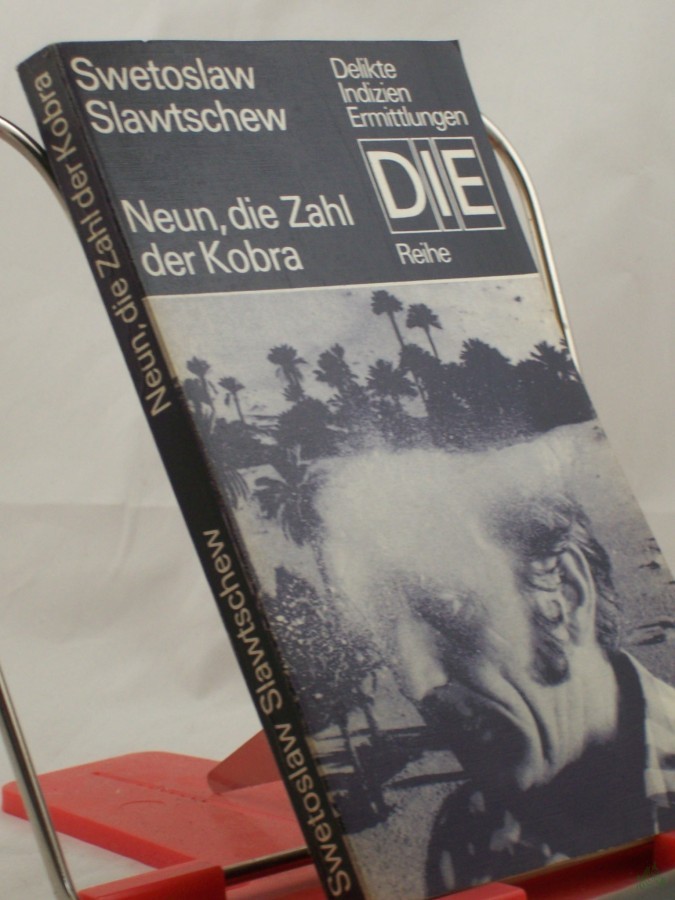 Swetoslaw
Slawtschew
Neun, die Zahl
der Kobra
Delikte
Indizien
Ermittlungen
DIE
Reihe
Neun, die Zahl der Kobra
Swetoslaw Slawtschew